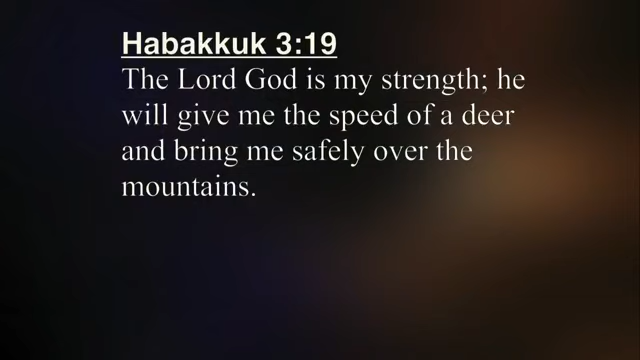 Habakkuk 3:19
The Lord God is my strength; he
will give me the speed of a deer
and bring me safely over the
mountains.